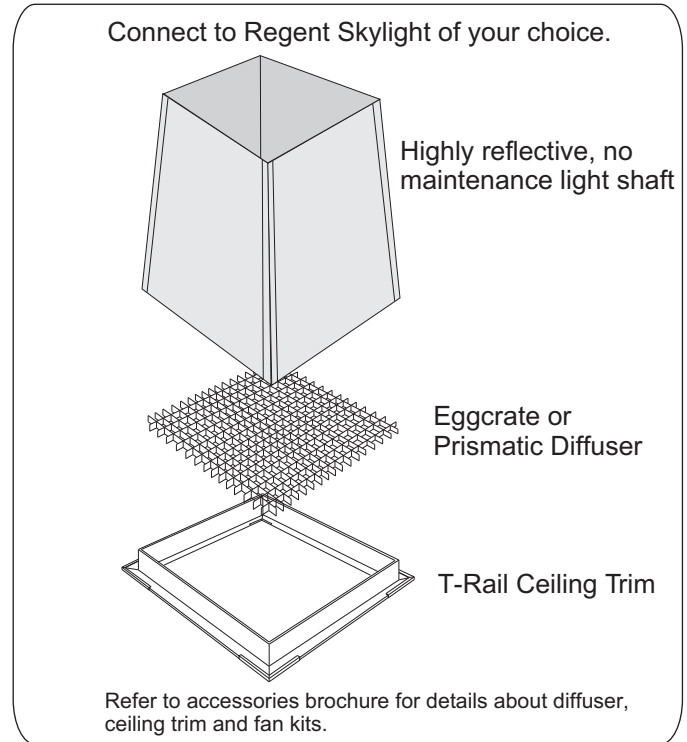 Connect to Regent Skylight of your choice.
Highly reflective, no
maintenance light shaft
Eggcrate or
Prismatic Diffuser
T-Rail Ceiling Trim
Refer to accessories brochure for details about diffuser,
ceiling trim and fan kits.